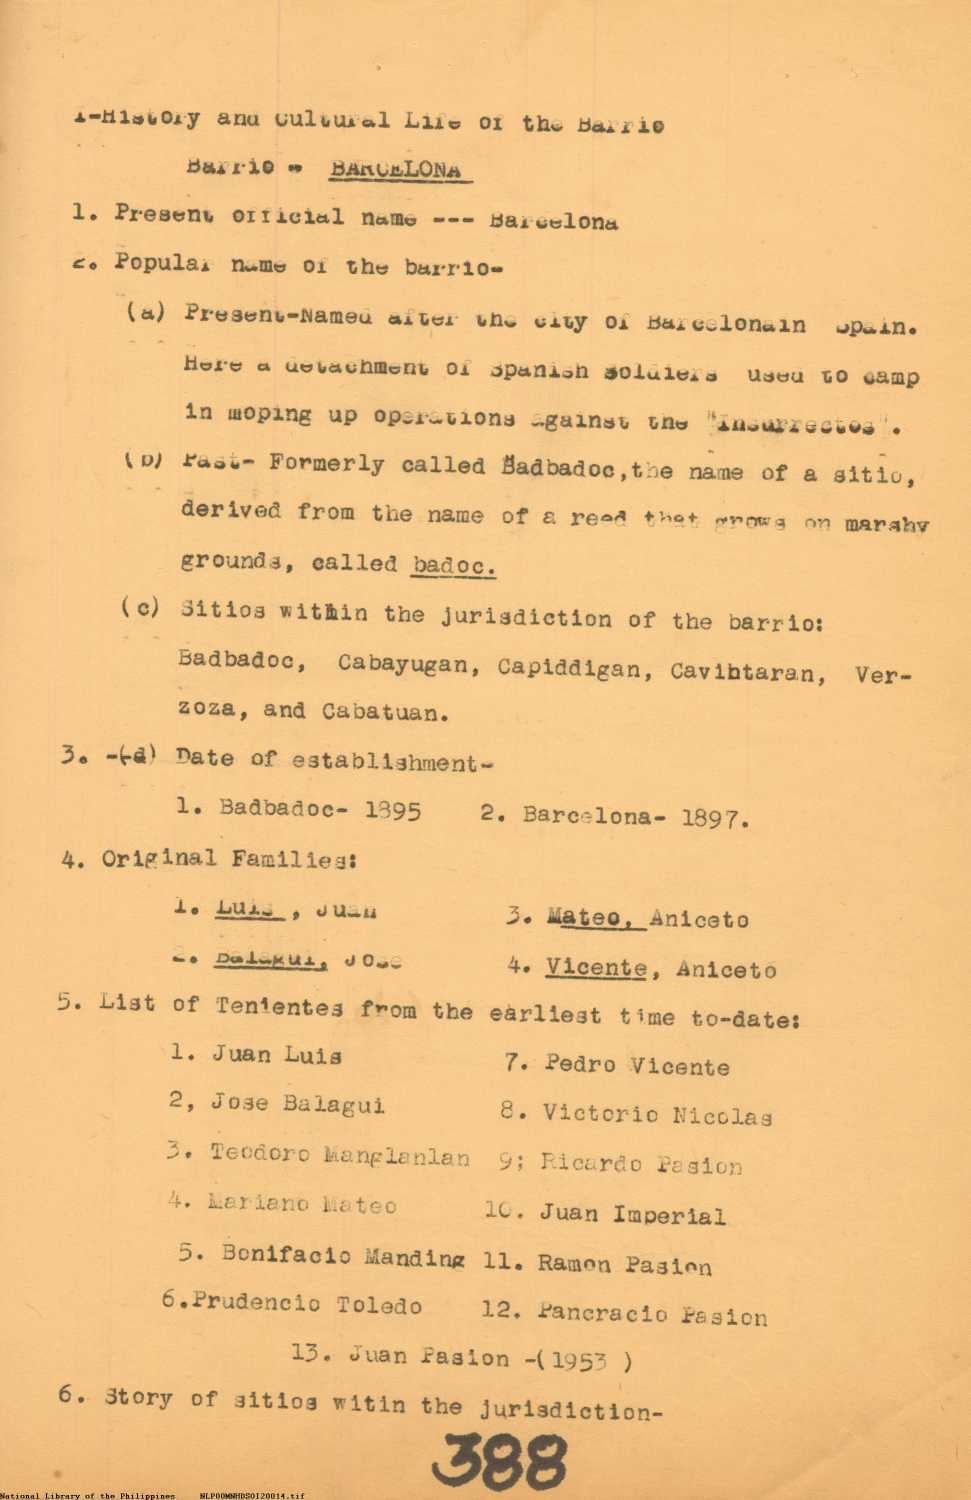 1-History and Cultural Life of the Barrio
Barrio - BARCELONA
1. Present official name --- Barcelona
2. Popular name of the barrio-
(a) Present-Named after the city of Barcelonain Spain.
Here a detachment of Spanish soldiers used to camp
in moping up operations against the "Insurrectos".
(b) Past- Formerly called Badbadoc,the name of a sitio,
derived from the name of a reed that grows on marshy
grounds, called badoc.
(c) Sitios within the jurisdiction of the barrio:
Badbadoc, Cabayugan, Capiddigan, Cavintaran, Ver-
zoza, and Cabatuan.
3. -(d) Date of establishment-
1. Badbadoc- 1895 2. Barcelona- 1897.
4. Original Families:
1. Luis , Juan 3. Mateo, Aniceto
2. Balagui, Jose 4. Vicente, Aniceto
5. List of Tenientes from the earliest time to-date:
1. Juan Luis 7. Pedro Vicente
2, Jose Balagui 8. Victorio Nicolas
3. Teodoro Manglanlan 9; Ricardo Pasion
4. Mariano Mateo 10. Juan Imperial
5. Bonifacio Manding 11. Ramon Pasion
6.Prudencio Toledo 12. Pancracio Pasion
13. Juan Pasion -(1953 )
6. Story of sitios witin the jurisdiction-
388
National Library of the Philippines NLPOOMNHDSOI20014.tif